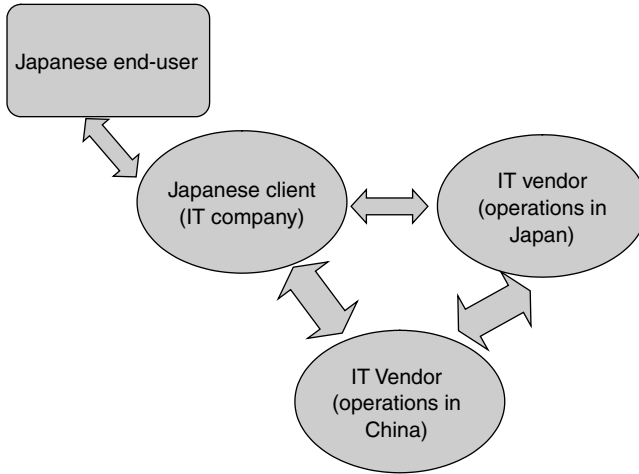 Japanese end-user
Japanese client
(IT company)
IT vendor
(operations in
Japan)
IT Vendor
(operations in
China)